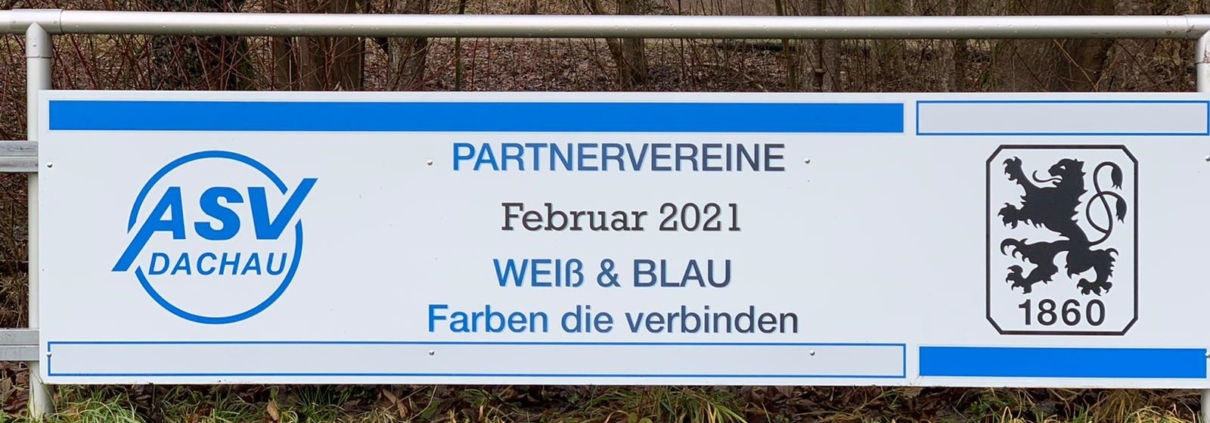 ASV
DACHAU
PARTNERVEREINE
Februar 2021
WEIß & BLAU
Farben die verbinden
1860